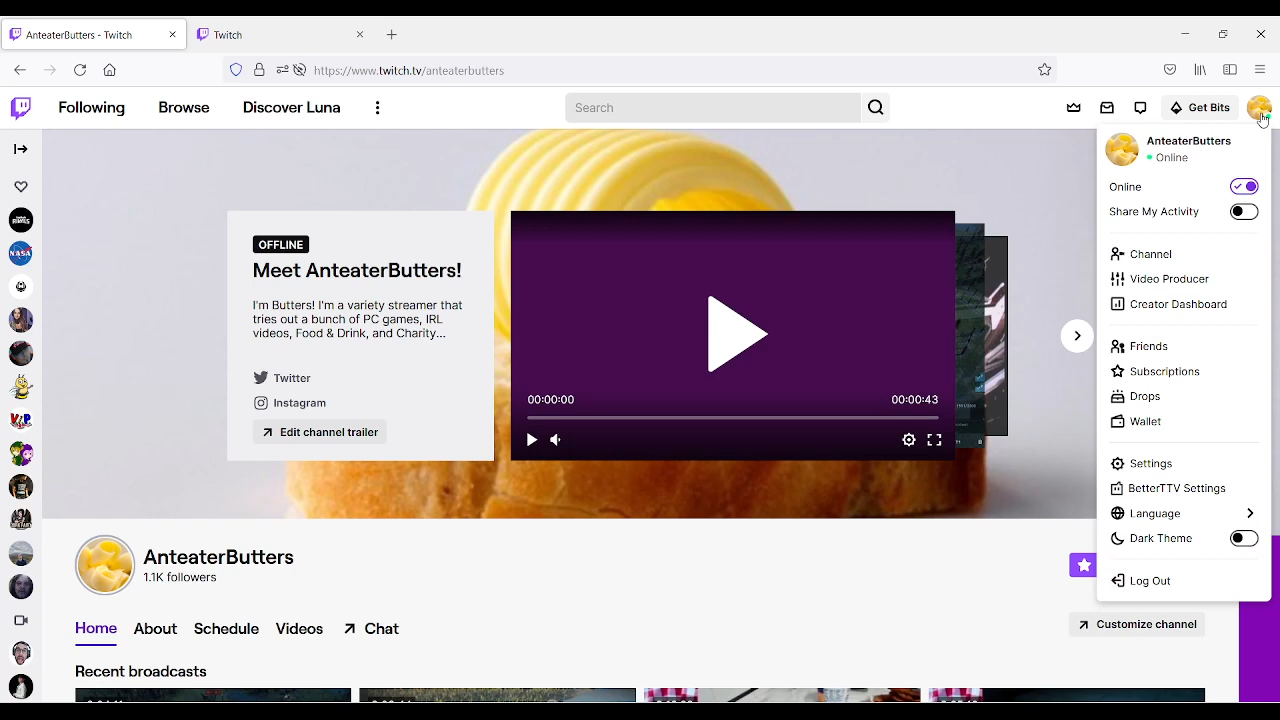 AnteaterButters - Twitch
Twitch
https://www.twitch.tv/anteaterbutters
Following
Browse
Discover Luna
Search
Get Bits
AnteaterButters
Online
Online
Share My Activity
Channel
Video Producer
Creator Dashboard
Friends
Subscriptions
Drops
Wallet
Settings
BetterTTV Settings
Language
Dark Theme
Log Out
NASA
OFFLINE
Meet AnteaterButters!
I'm Butters! I'm a variety streamer that
tries out a bunch of PC games, IRL
videos, Food & Drink, and Charity...
Twitter
Instagram
Edit channel trailer
00:00:00
00:00:43
AnteaterButters
1.1K followers
Home
About
Schedule
Videos
Chat
Customize channel
Recent broadcasts